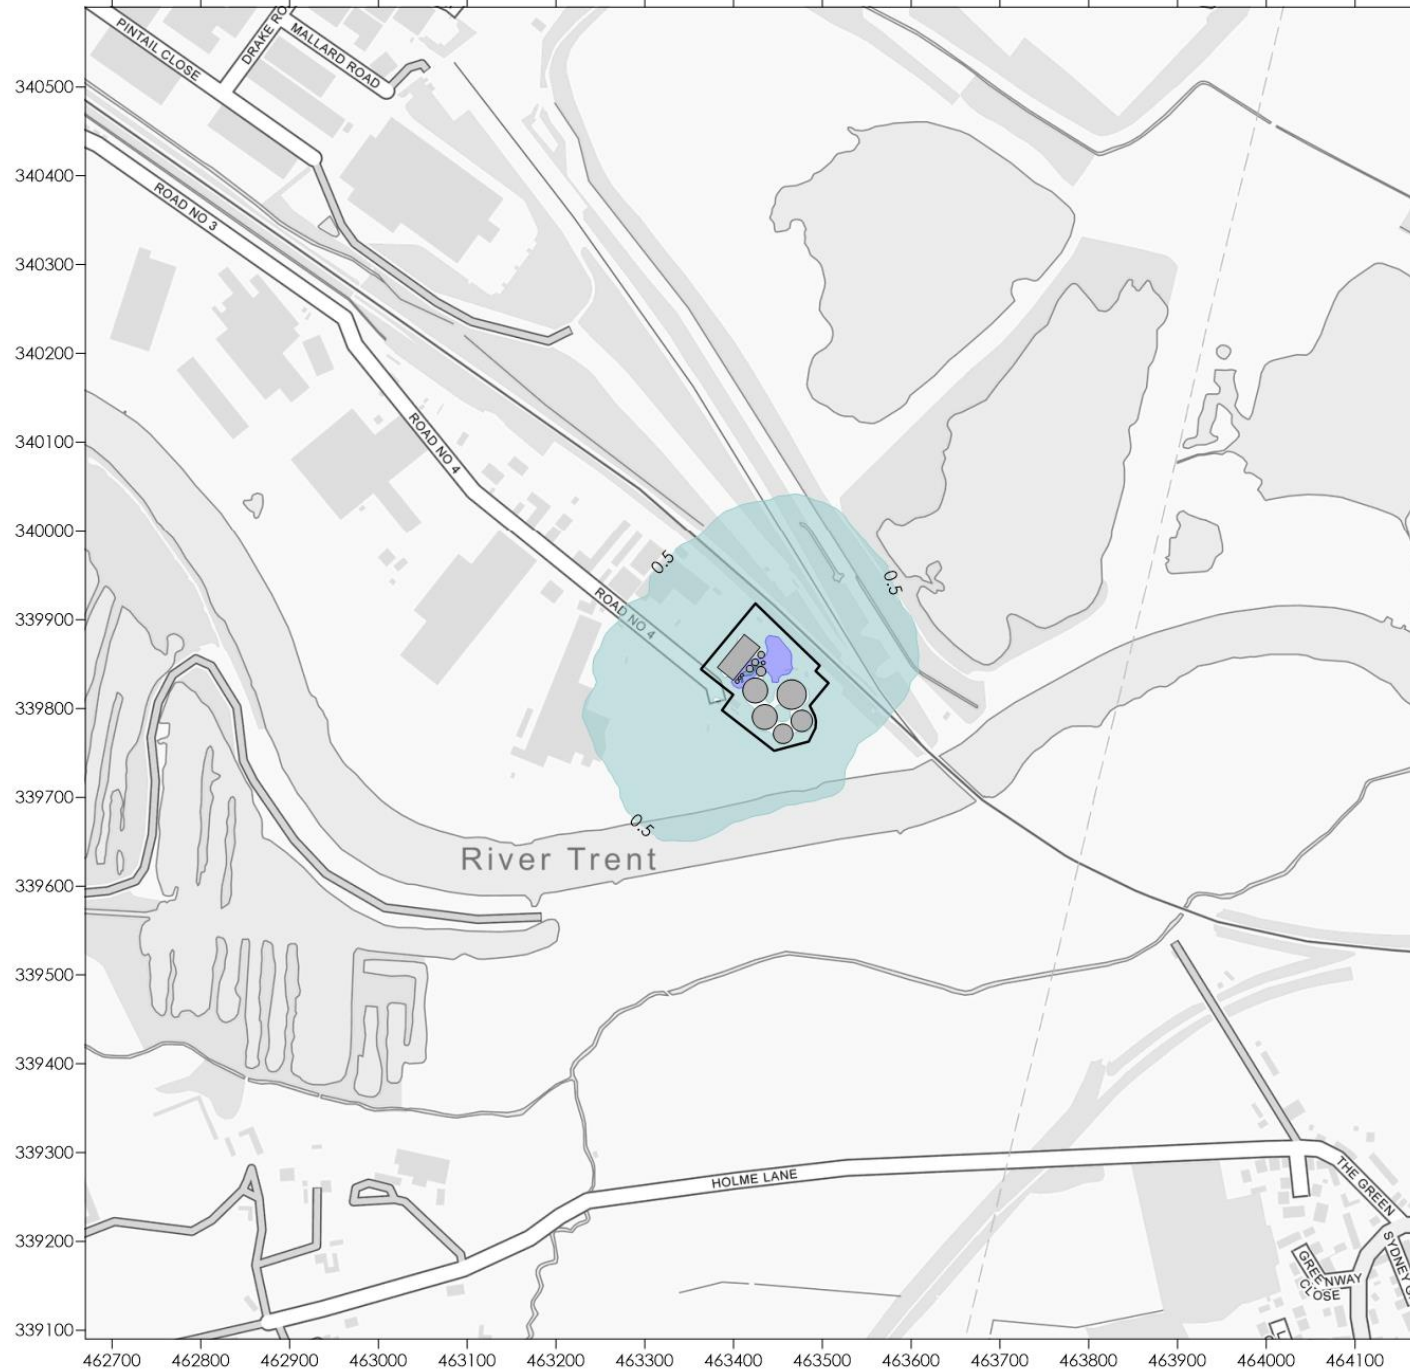 PINTAIL CLOSE
DRAKE RO
MALLARD ROAD
340500
340400
ROAD NO 3
340300
340200
340100
ROAD NO 4
340000
0.5
0.5
339900
ROAD NO 4
339800
339700
0.5
River Trent
339600
339500
339400
339300
HOLME LANE
THE GREEN
339200
SYDNEY G
GREENWAY
CLOSE
339100
462700 462800 462900 463000 463100 463200 463300 463400 463500 463600 463700 463800 463900 464000 464100